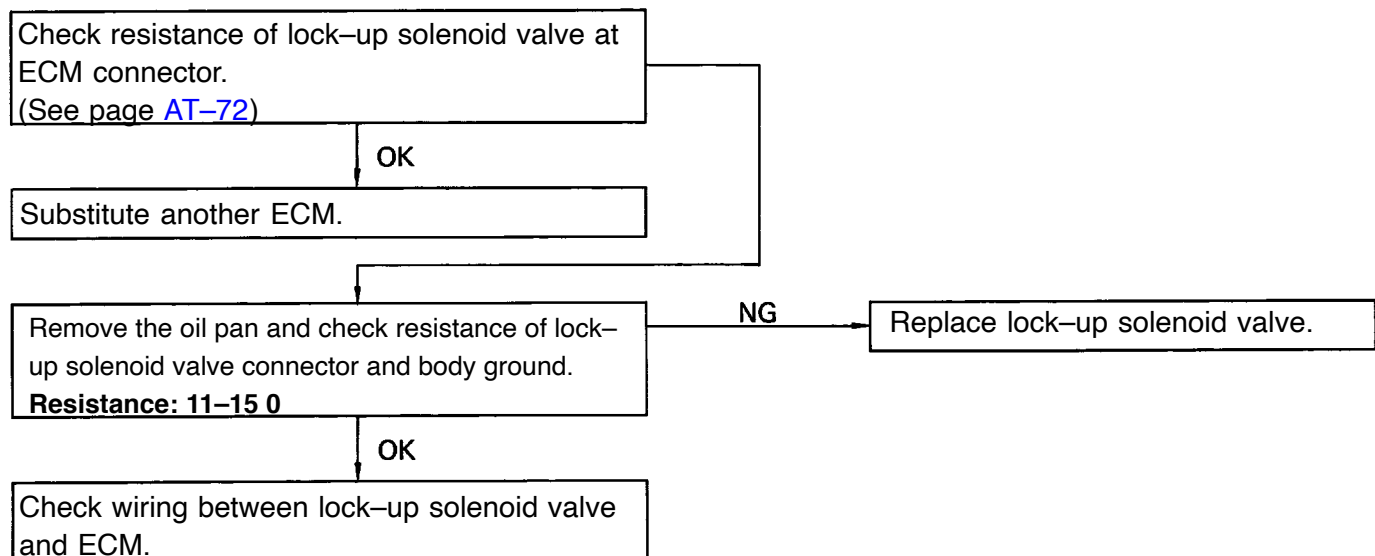 Check resistance of lock–up solenoid valve at
ECM connector.
(See page AT–72)
OK
Substitute another ECM.
Remove the oil pan and check resistance of lock–
up solenoid valve connector and body ground.
Resistance: 11–15 0
NG
Replace lock–up solenoid valve.
OK
Check wiring between lock–up solenoid valve
and ECM.